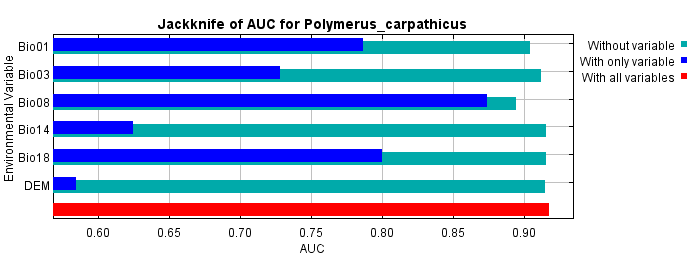 Jackknife of AUC for Polymerus_carpathicus
Environmental Variable
Bio01
Bio03
Bio08
Bio14
Bio18
DEM
Without variable
With only variable
With all variables
0.60 0.65 0.70 0.75 0.80 0.85 0.90
AUC